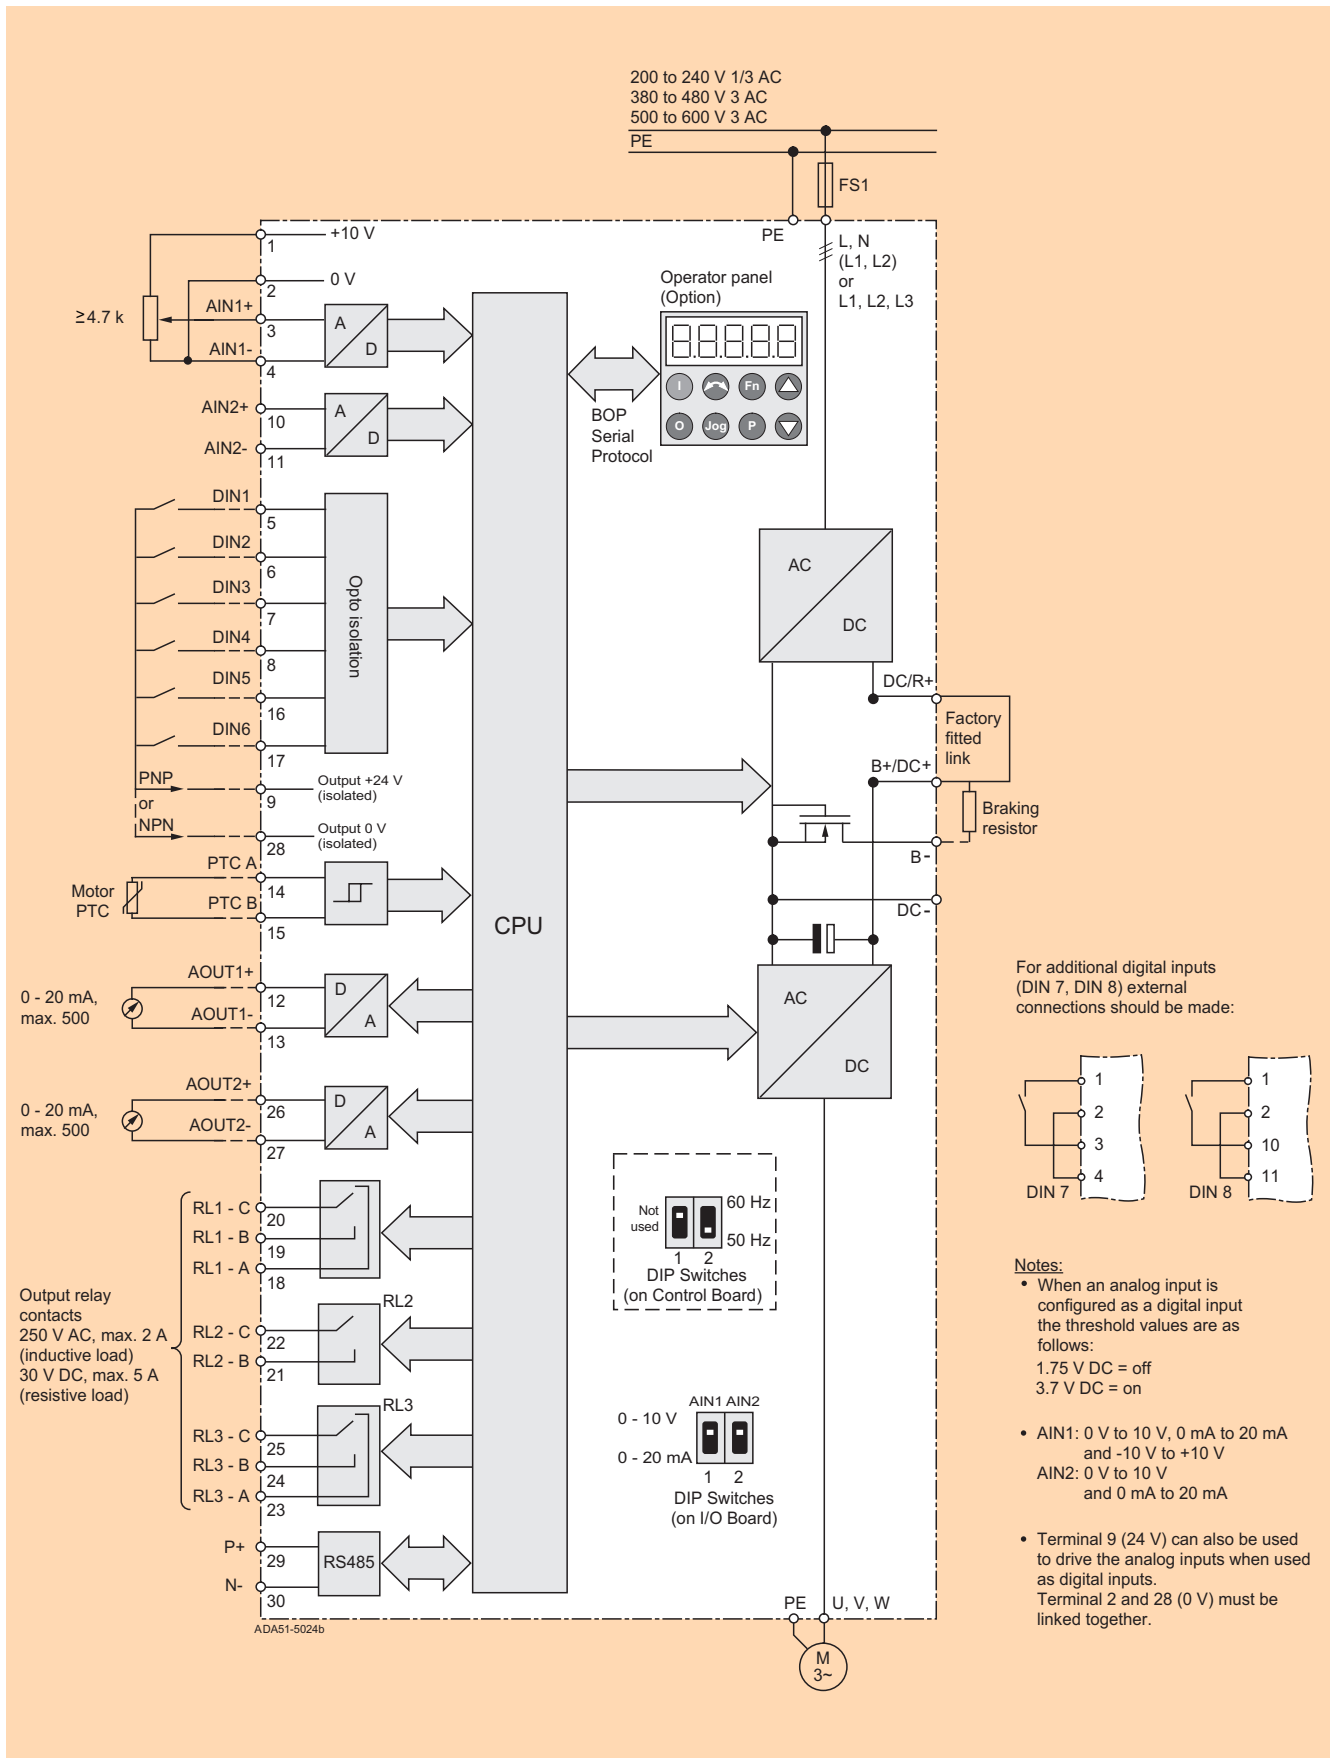 200 to 240 V 1/3 AC
380 to 480 V 3 AC
500 to 600 V 3 AC
PE
FS1
PE
L, N
(L1, L2)
or
L1, L2, L3
1
+10 V
2
0 V
≥4.7 k
AIN1+
3
AIN1-
4
A
D
AIN2+
10
AIN2-
11
A
D
Operator panel
(Option)
8.8.8.8.8
I
Fn
O
Jog
P
BOP
Serial
Protocol
DIN1
5
DIN2
6
DIN3
7
DIN4
8
DIN5
16
DIN6
17
Opto isolation
PNP
or
NPN
9
Output +24 V
(isolated)
28
Output 0 V
(isolated)
Motor
PTC
PTC A
14
PTC B
15
CPU
AC
DC
DC/R+
Factory
fitted
link
B+/DC+
Braking
resistor
B-
DC-
AC
DC
0 - 20 mA,
max. 500
AOUT1+
12
AOUT1-
13
D
A
0 - 20 mA,
max. 500
AOUT2+
26
AOUT2-
27
D
A
Output relay
contacts
250 V AC, max. 2 A
(inductive load)
30 V DC, max. 5 A
(resistive load)
RL1 - C
20
RL1 - B
19
RL1 - A
18
RL2
RL2 - C
22
RL2 - B
21
RL3
RL3 - C
25
RL3 - B
24
RL3 - A
23
P+
29
N-
30
RS485
ADA51-5024b
Not
used
60 Hz
50 Hz
1 2
DIP Switches
(on Control Board)
AIN1 AIN2
0 - 10 V
0 - 20 mA
1 2
DIP Switches
(on I/O Board)
PE
U, V, W
M
3~
For additional digital inputs
(DIN 7, DIN 8) external
connections should be made:
1
2
3
4
DIN 7
1
2
10
11
DIN 8
Notes:
• When an analog input is
configured as a digital input
the threshold values are as
follows:
1.75 V DC = off
3.7 V DC = on
• AIN1: 0 V to 10 V, 0 mA to 20 mA
and -10 V to +10 V
AIN2: 0 V to 10 V
and 0 mA to 20 mA
• Terminal 9 (24 V) can also be used
to drive the analog inputs when used
as digital inputs.
Terminal 2 and 28 (0 V) must be
linked together.